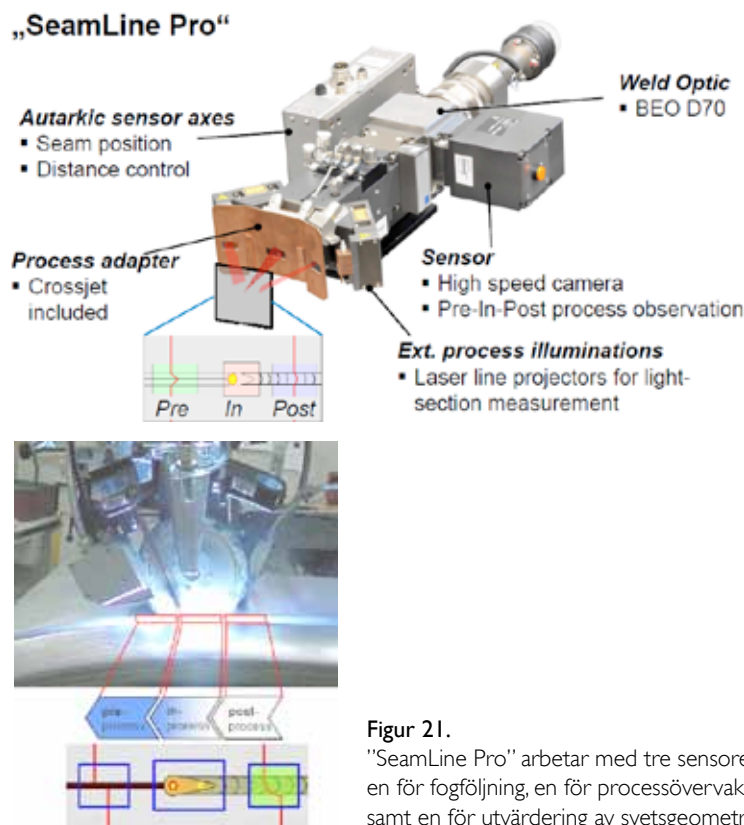 „SeamLine Pro“
Autarkic sensor axes
▪ Seam position
▪ Distance control
Weld Optic
▪ BEO D70
Process adapter
▪ Crossjet
included
Sensor
▪ High speed camera
▪ Pre-In-Post process observation
Ext. process illuminations
▪ Laser line projectors for light-
section measurement
Pre In Post
pre- in- post-
process process process
Figur 21.
”SeamLine Pro” arbetar med tre sensore
en för fogföljning, en för processövervak
samt en för utvärdering av svetsgeometr